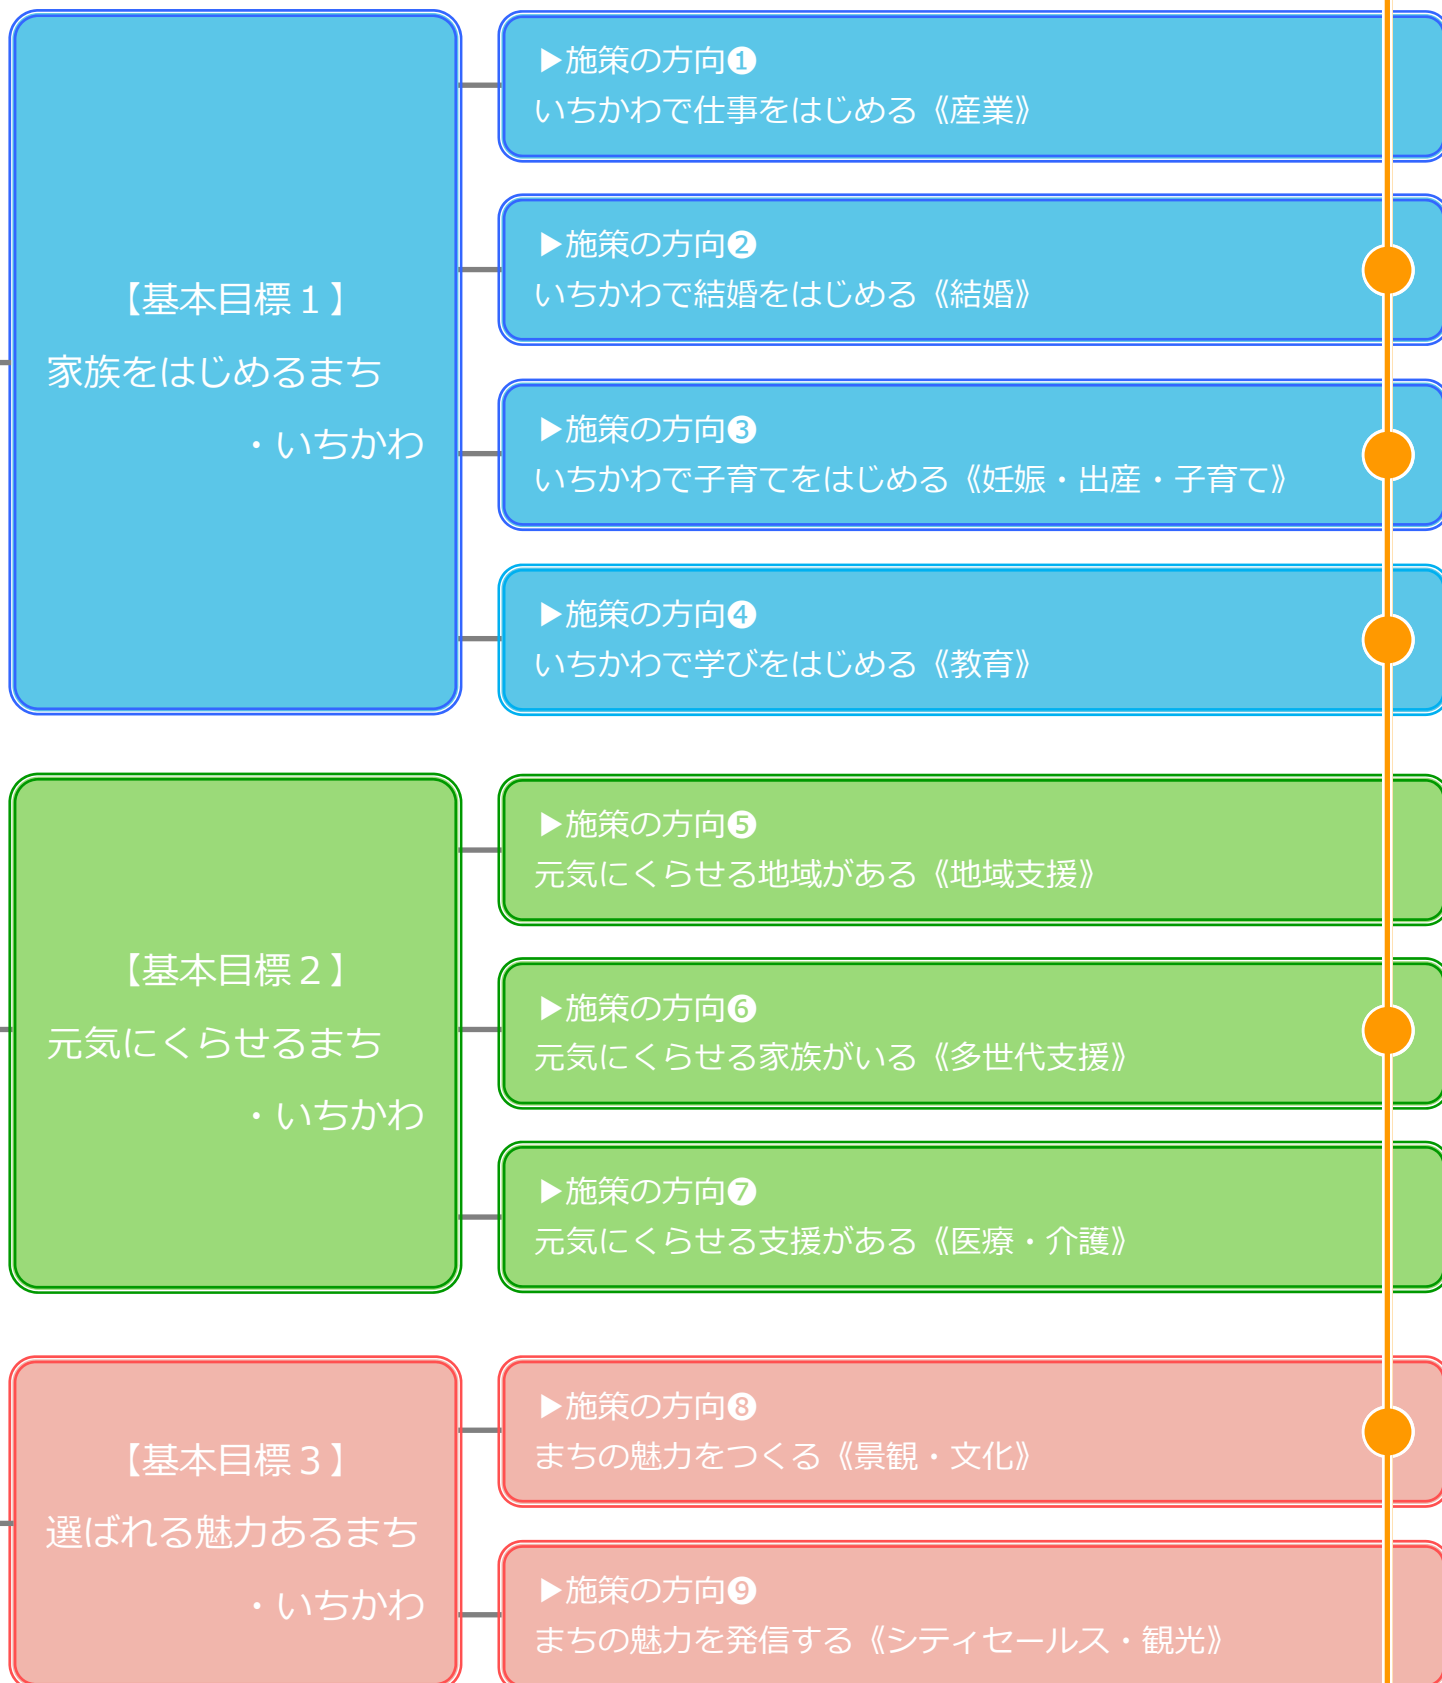 【基本目標１】
家族をはじめるまち
・いちかわ
▶施策の方向❶
いちかわで仕事をはじめる《産業》
▶施策の方向❷
いちかわで結婚をはじめる《結婚》
▶施策の方向❸
いちかわで子育てをはじめる《妊娠・出産・子育て》
▶施策の方向❹
いちかわで学びをはじめる《教育》
【基本目標２】
元気にくらせるまち
・いちかわ
▶施策の方向❺
元気にくらせる地域がある《地域支援》
▶施策の方向❻
元気にくらせる家族がいる《多世代支援》
▶施策の方向❼
元気にくらせる支援がある《医療・介護》
【基本目標３】
選ばれる魅力あるまち
・いちかわ
▶施策の方向❽
まちの魅力をつくる《景観・文化》
▶施策の方向❾
まちの魅力を発信する《シティセールス・観光》